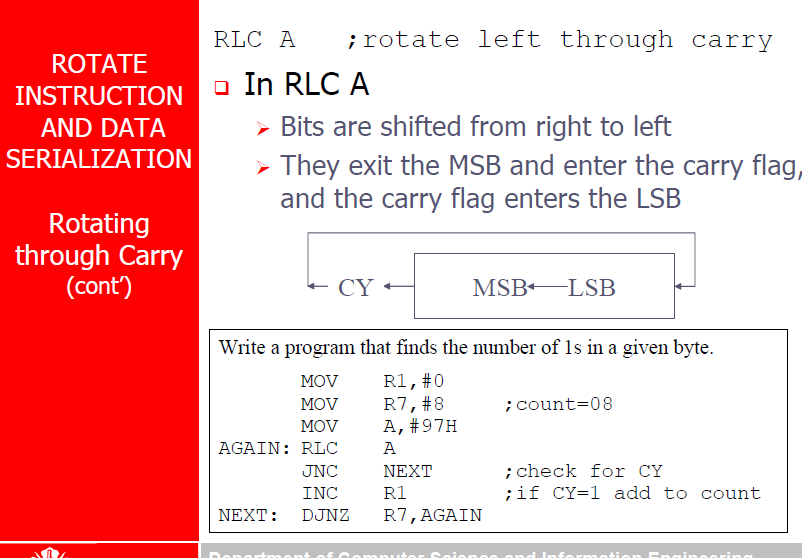 ROTATE
INSTRUCTION
AND DATA
SERIALIZATION
Rotating
through Carry
(cont’)
RLC A ;rotate left through carry
In RLC A
Bits are shifted from right to left
They exit the MSB and enter the carry flag,
and the carry flag enters the LSB
CY MSB LSB
Write a program that finds the number of 1s in a given byte.
MOV R1,#0
MOV R7,#8 ;count=08
MOV A,#97H
AGAIN: RLC A
JNC NEXT ;check for CY
INC R1 ;if CY=1 add to count
NEXT: DJNZ R7,AGAIN
Department of Computer Science and Information Engineering